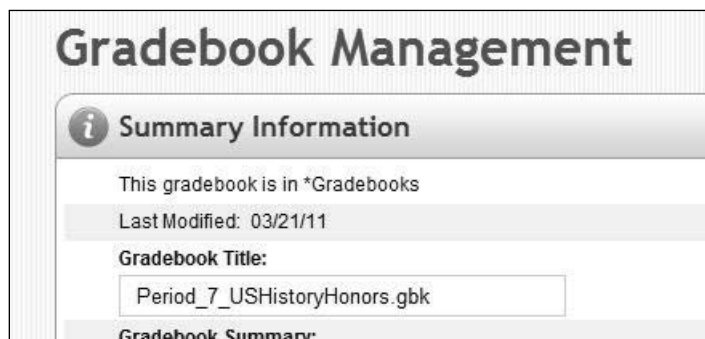 Gradebook Management
Summary Information
This gradebook is in *Gradebooks
Last Modified: 03/21/11
Gradebook Title:
Period_7_USHistoryHonors.gbk
Gradebook Summary: